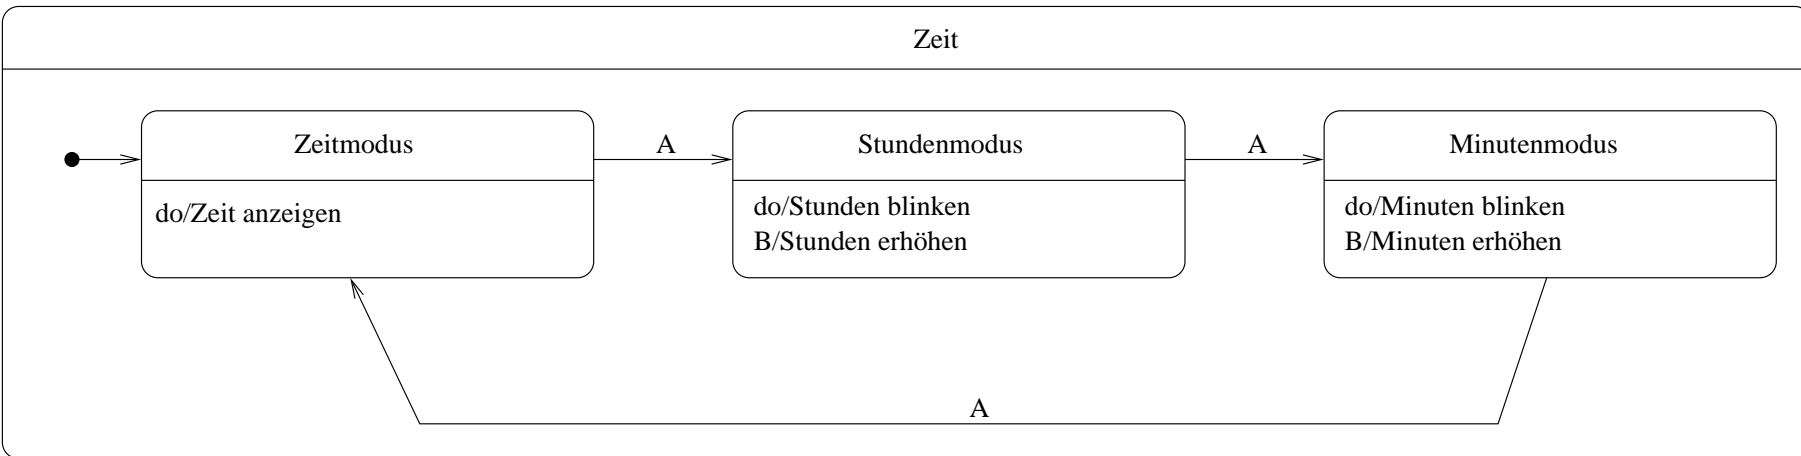 Zeit
Zeitmodus
do/Zeit anzeigen
A
Stundenmodus
do/Stunden blinken
B/Stunden erhöhen
A
Minutenmodus
do/Minuten blinken
B/Minuten erhöhen
A